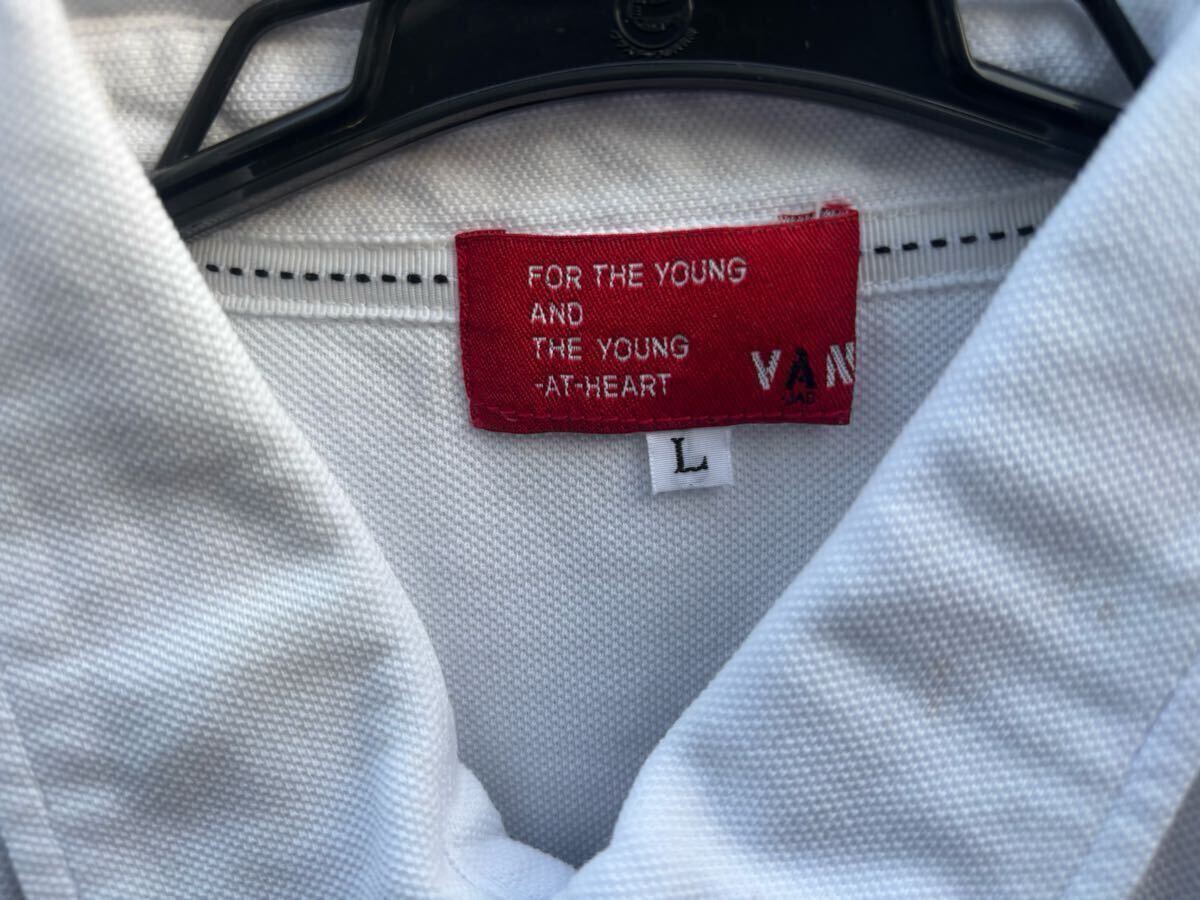 FOR THE YOUNG
AND
THE YOUNG
-AT-HEART
VAN
JAC
L